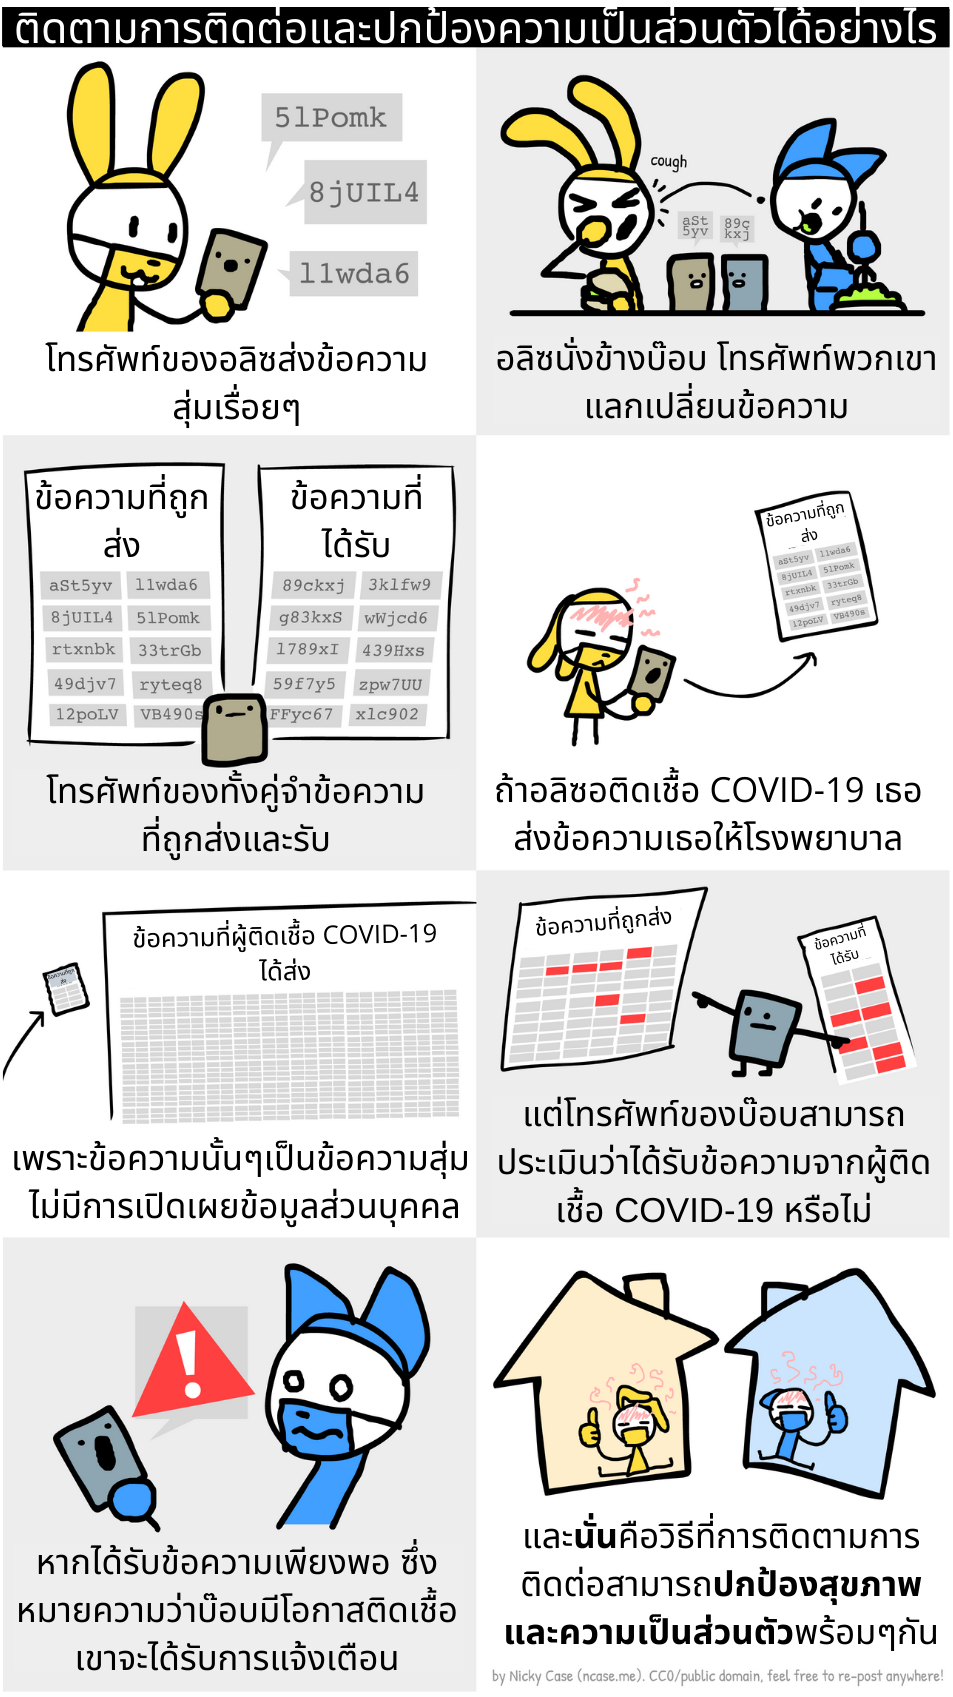 ติดตามการติดต่อและปกป้องความเป็นส่วนตัวได้อย่างไร
5lPomk
8jUIL4
l1wda6
โทรศัพท์ของอลิซส่งข้อความ
สุ่มเรื่อยๆ
cough
aSt
5yv
89c
kxj
อลิซนั่งข้างบ๊อบ โทรศัพท์พวกเขา
แลกเปลี่ยนข้อความ
ข้อความที่ถูก
ส่ง
aSt5yv l1wda6
8jUIL4 5lPomk
rtxnbk 33trGb
49djv7 ryteq8
12poLV VB490s
ข้อความที่
ได้รับ
89ckxj 3klfw9
g83kxS wWjcd6
l789xI 439Hxs
59f7y5 zpw7UU
FFyc67 xlc902
โทรศัพท์ของทั้งคู่จำข้อความ
ที่ถูกส่งและรับ
ข้อความที่ถูก
ส่ง
aSt5yv l1wda6
8jUIL4 5lPomk
rtxnbk 33trGb
49djv7 ryteq8
12poLV VB490s
ถ้าอลิซอติดเชื้อ COVID-19 เธอ
ส่งข้อความเธอให้โรงพยาบาล
ข้อความที่ถูก
ส่ง
ข้อความที่ผู้ติดเชื้อ COVID-19
ได้ส่ง
เพราะข้อความนั้นๆเป็นข้อความสุ่ม
ไม่มีการเปิดเผยข้อมูลส่วนบุคคล
ข้อความที่ถูกส่ง
ข้อความที่
ได้รับ
แต่โทรศัพท์ของบ๊อบสามารถ
ประเมินว่าได้รับข้อความจากผู้ติด
เชื้อ COVID-19 หรือไม่
!
หากได้รับข้อความเพียงพอ ซึ่ง
หมายความว่าบ๊อบมีโอกาสติดเชื้อ
เขาจะได้รับการแจ้งเตือน
และนั่นคือวิธีที่การติดตามการ
ติดต่อสามารถปกป้องสุขภาพ
และความเป็นส่วนตัวพร้อมๆกัน
by Nicky Case (ncase.me). CC0/public domain, feel free to re-post anywhere!